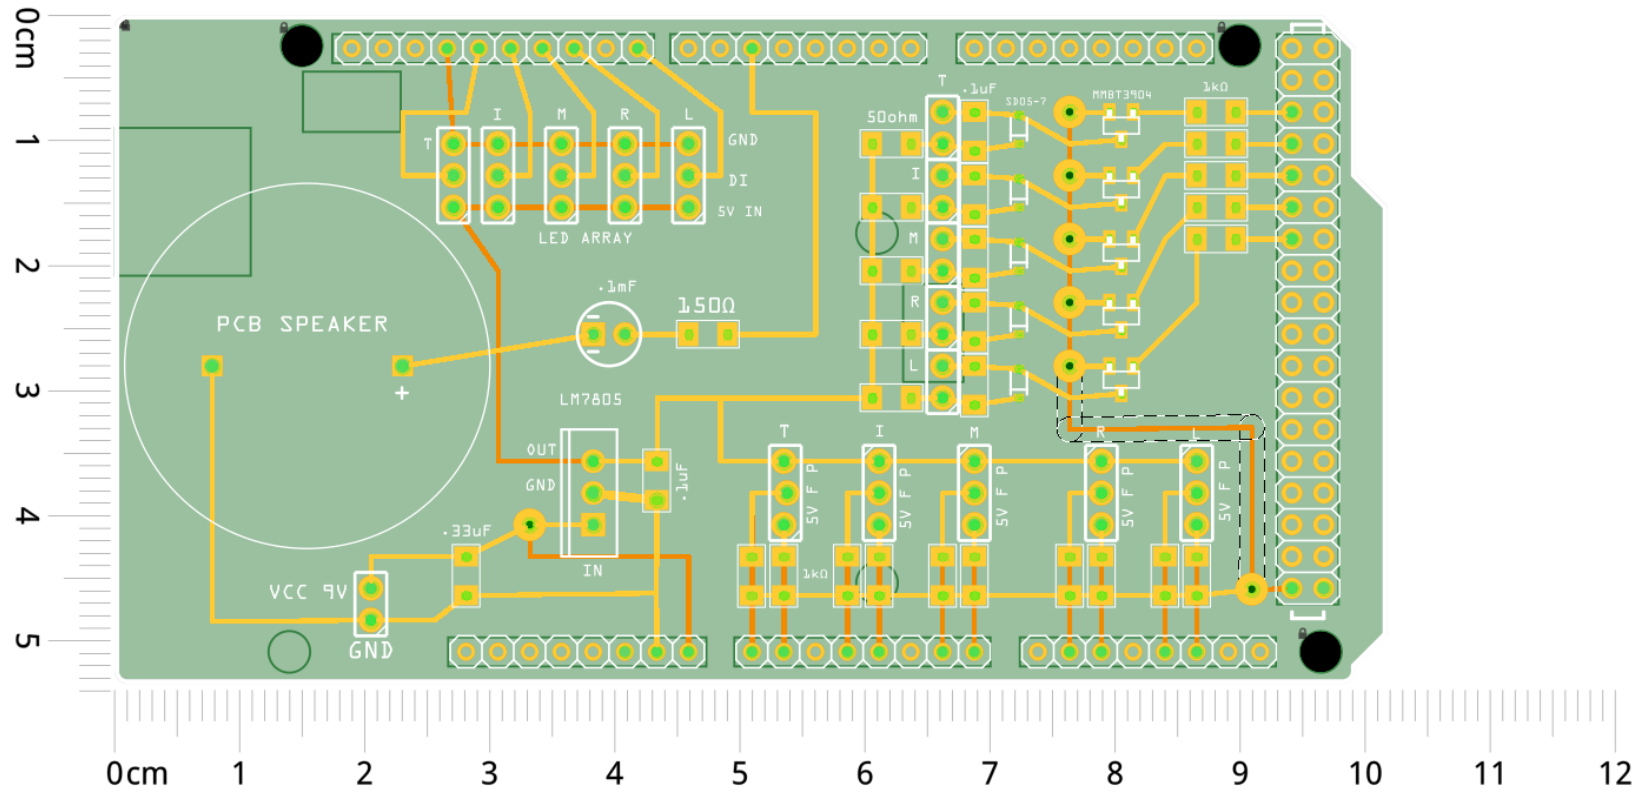 0cm
1
2
3
4
5
T
.1uF
SD05-7
MMBT3904
1kΩ
50ohm
I
M
R
L
GND
T
DI
5V IN
LED ARRAY
I
M
R
L
.1mF
150Ω
PCB SPEAKER
+
LM7805
OUT
GND
IN
.1uF
.33uF
VCC 9V
GND
T
I
M
R
L
5V F P
5V F P
5V F P
5V F P
5V F P
1kΩ
0cm
1
2
3
4
5
6
7
8
9
10
11
12